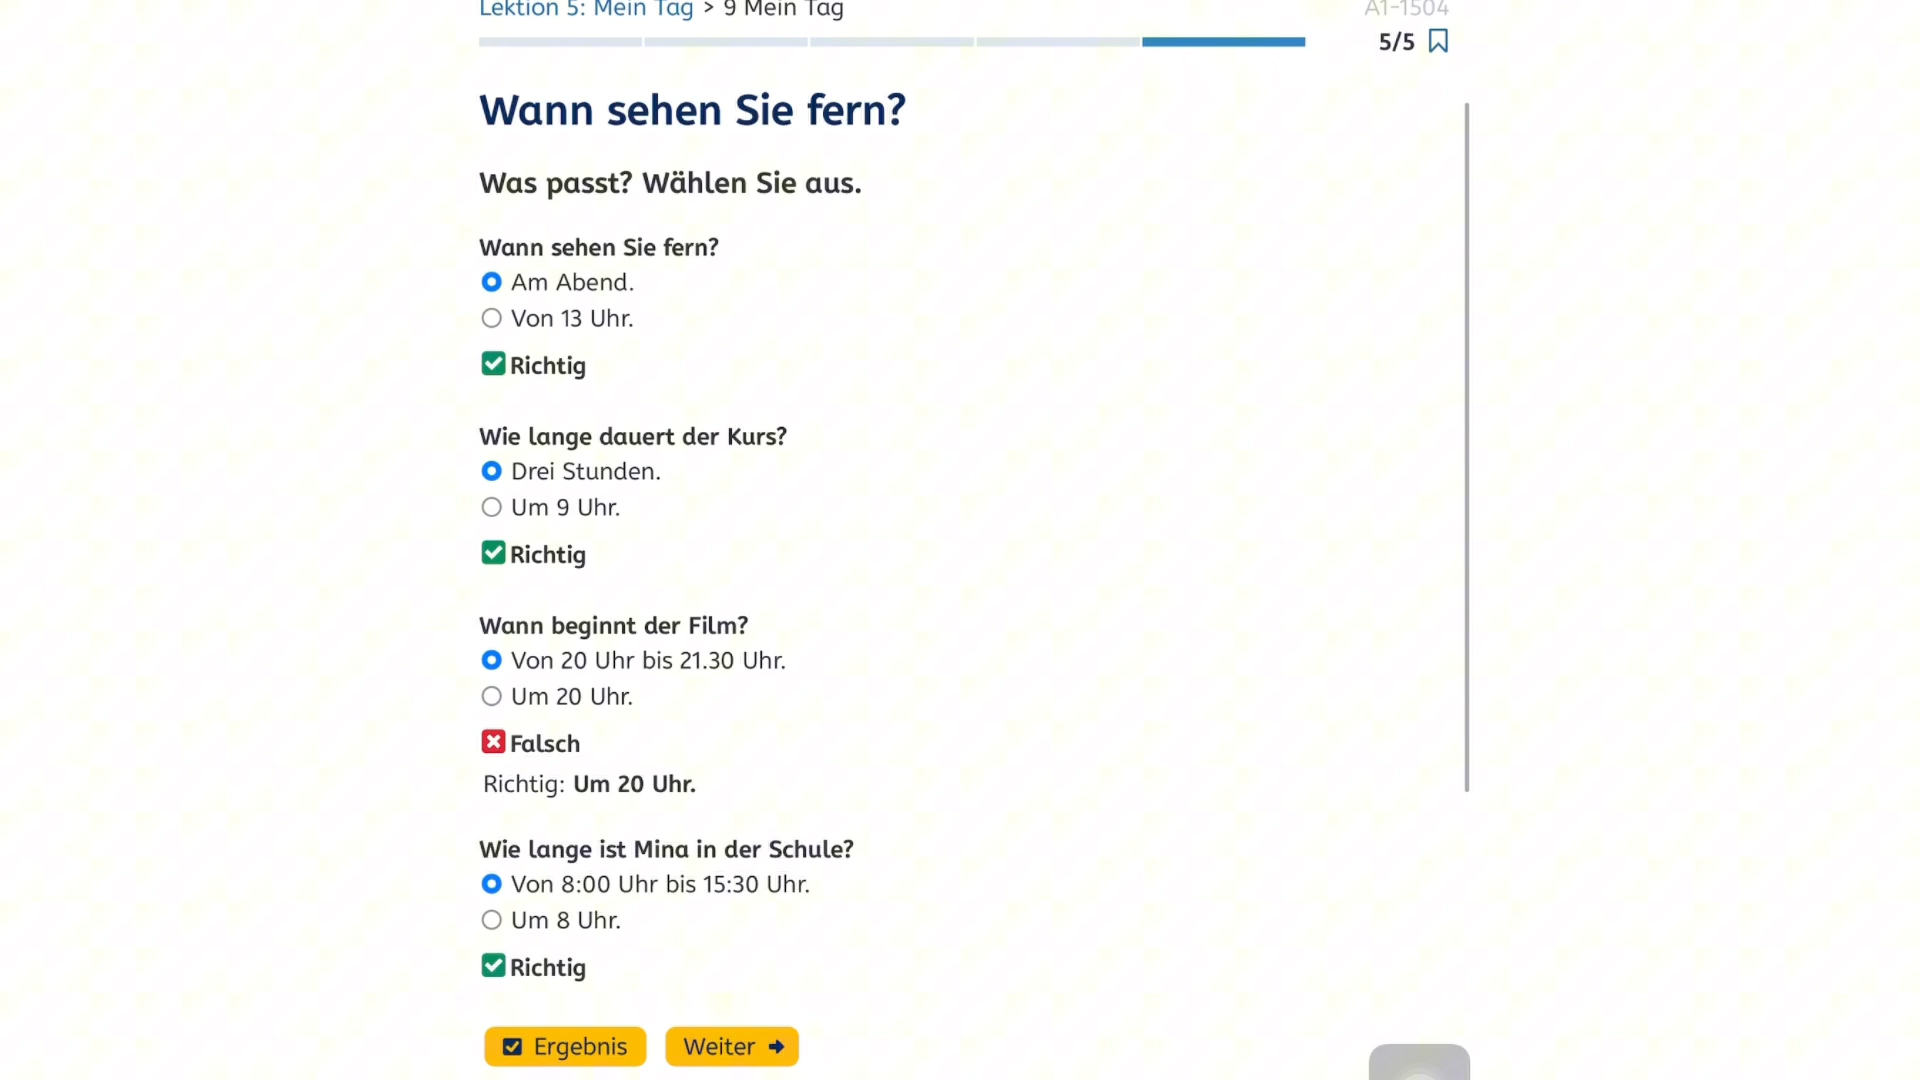 Lektion 5: Mein Tag > 9 Mein Tag
A1-1504
5/5
Wann sehen Sie fern?
Was passt? Wählen Sie aus.
Wann sehen Sie fern?
Am Abend.
Von 13 Uhr.
Richtig
Wie lange dauert der Kurs?
Drei Stunden.
Um 9 Uhr.
Richtig
Wann beginnt der Film?
Von 20 Uhr bis 21.30 Uhr.
Um 20 Uhr.
Falsch
Richtig: Um 20 Uhr.
Wie lange ist Mina in der Schule?
Von 8:00 Uhr bis 15:30 Uhr.
Um 8 Uhr.
Richtig
Ergebnis
Weiter